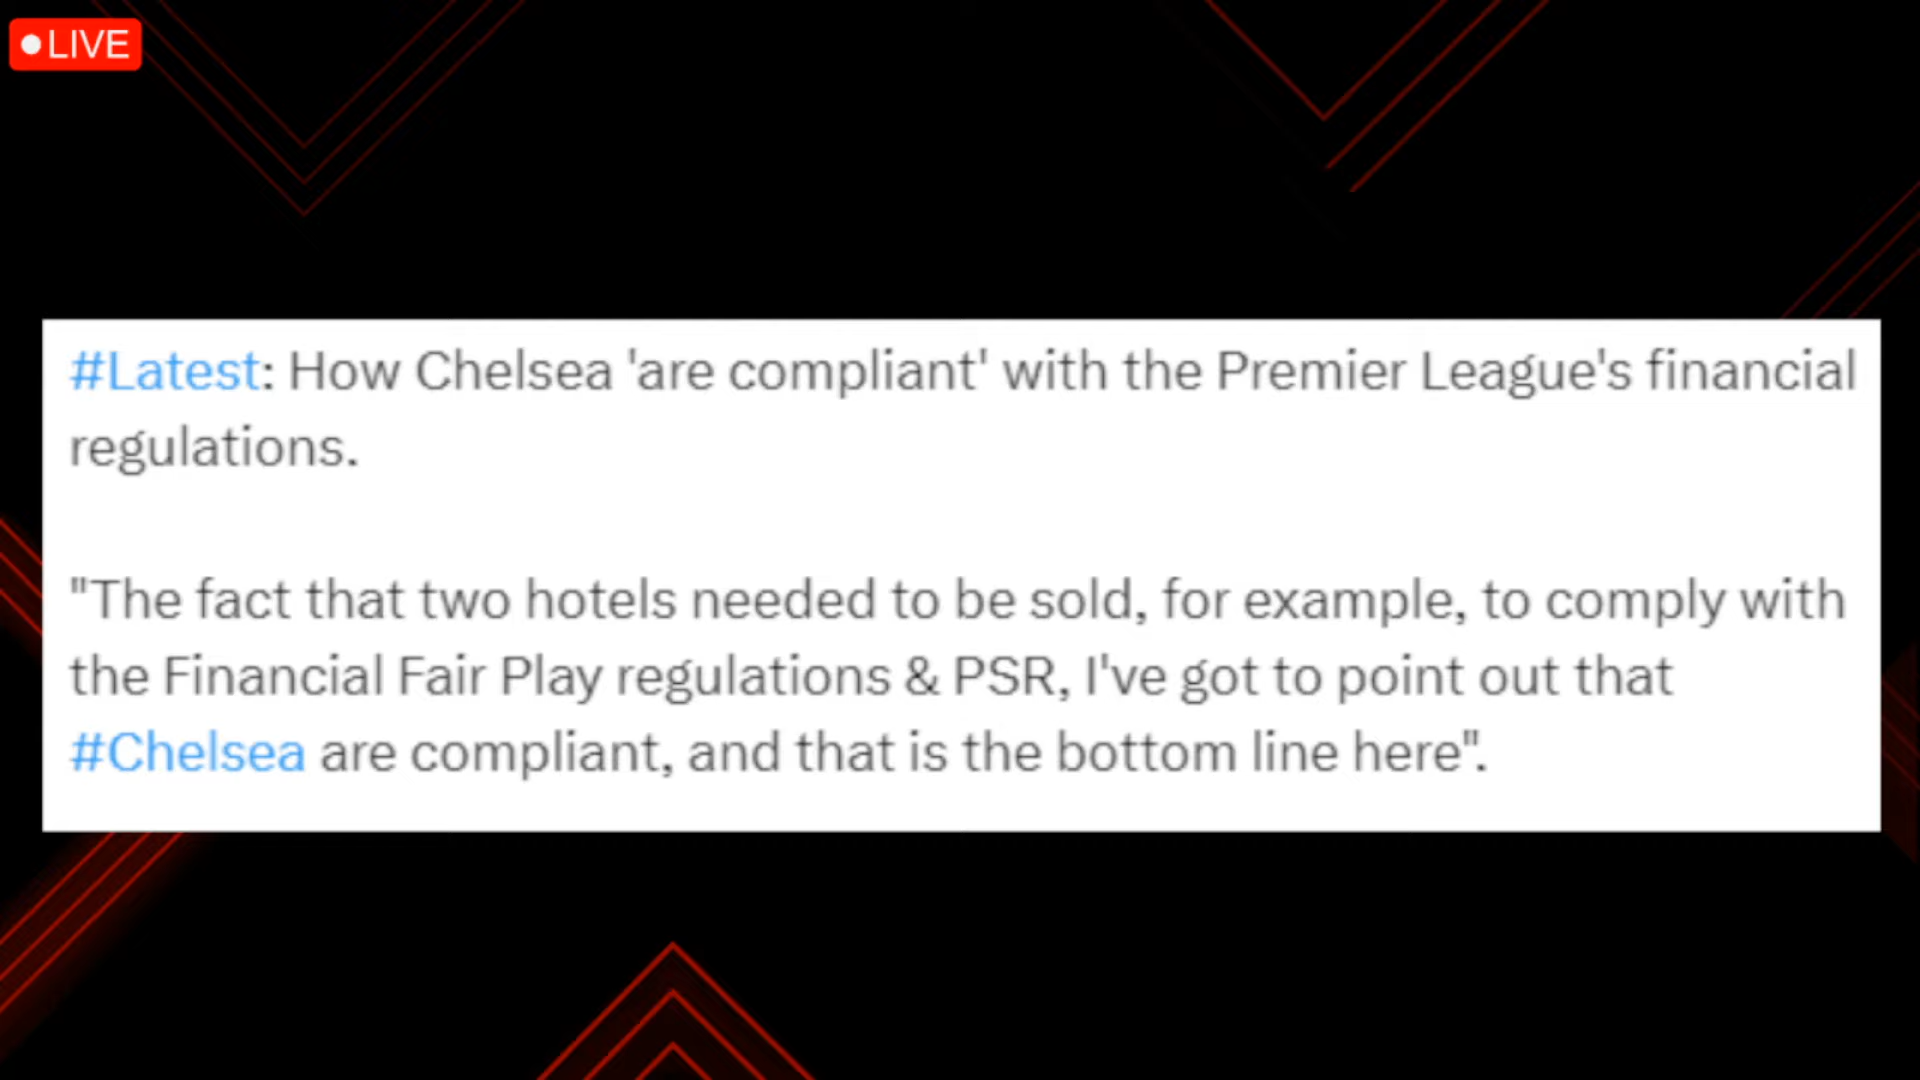 LIVE
#Latest: How Chelsea 'are compliant' with the Premier League's financial
regulations.
"The fact that two hotels needed to be sold, for example, to comply with
the Financial Fair Play regulations & PSR, I've got to point out that
#Chelsea are compliant, and that is the bottom line here".